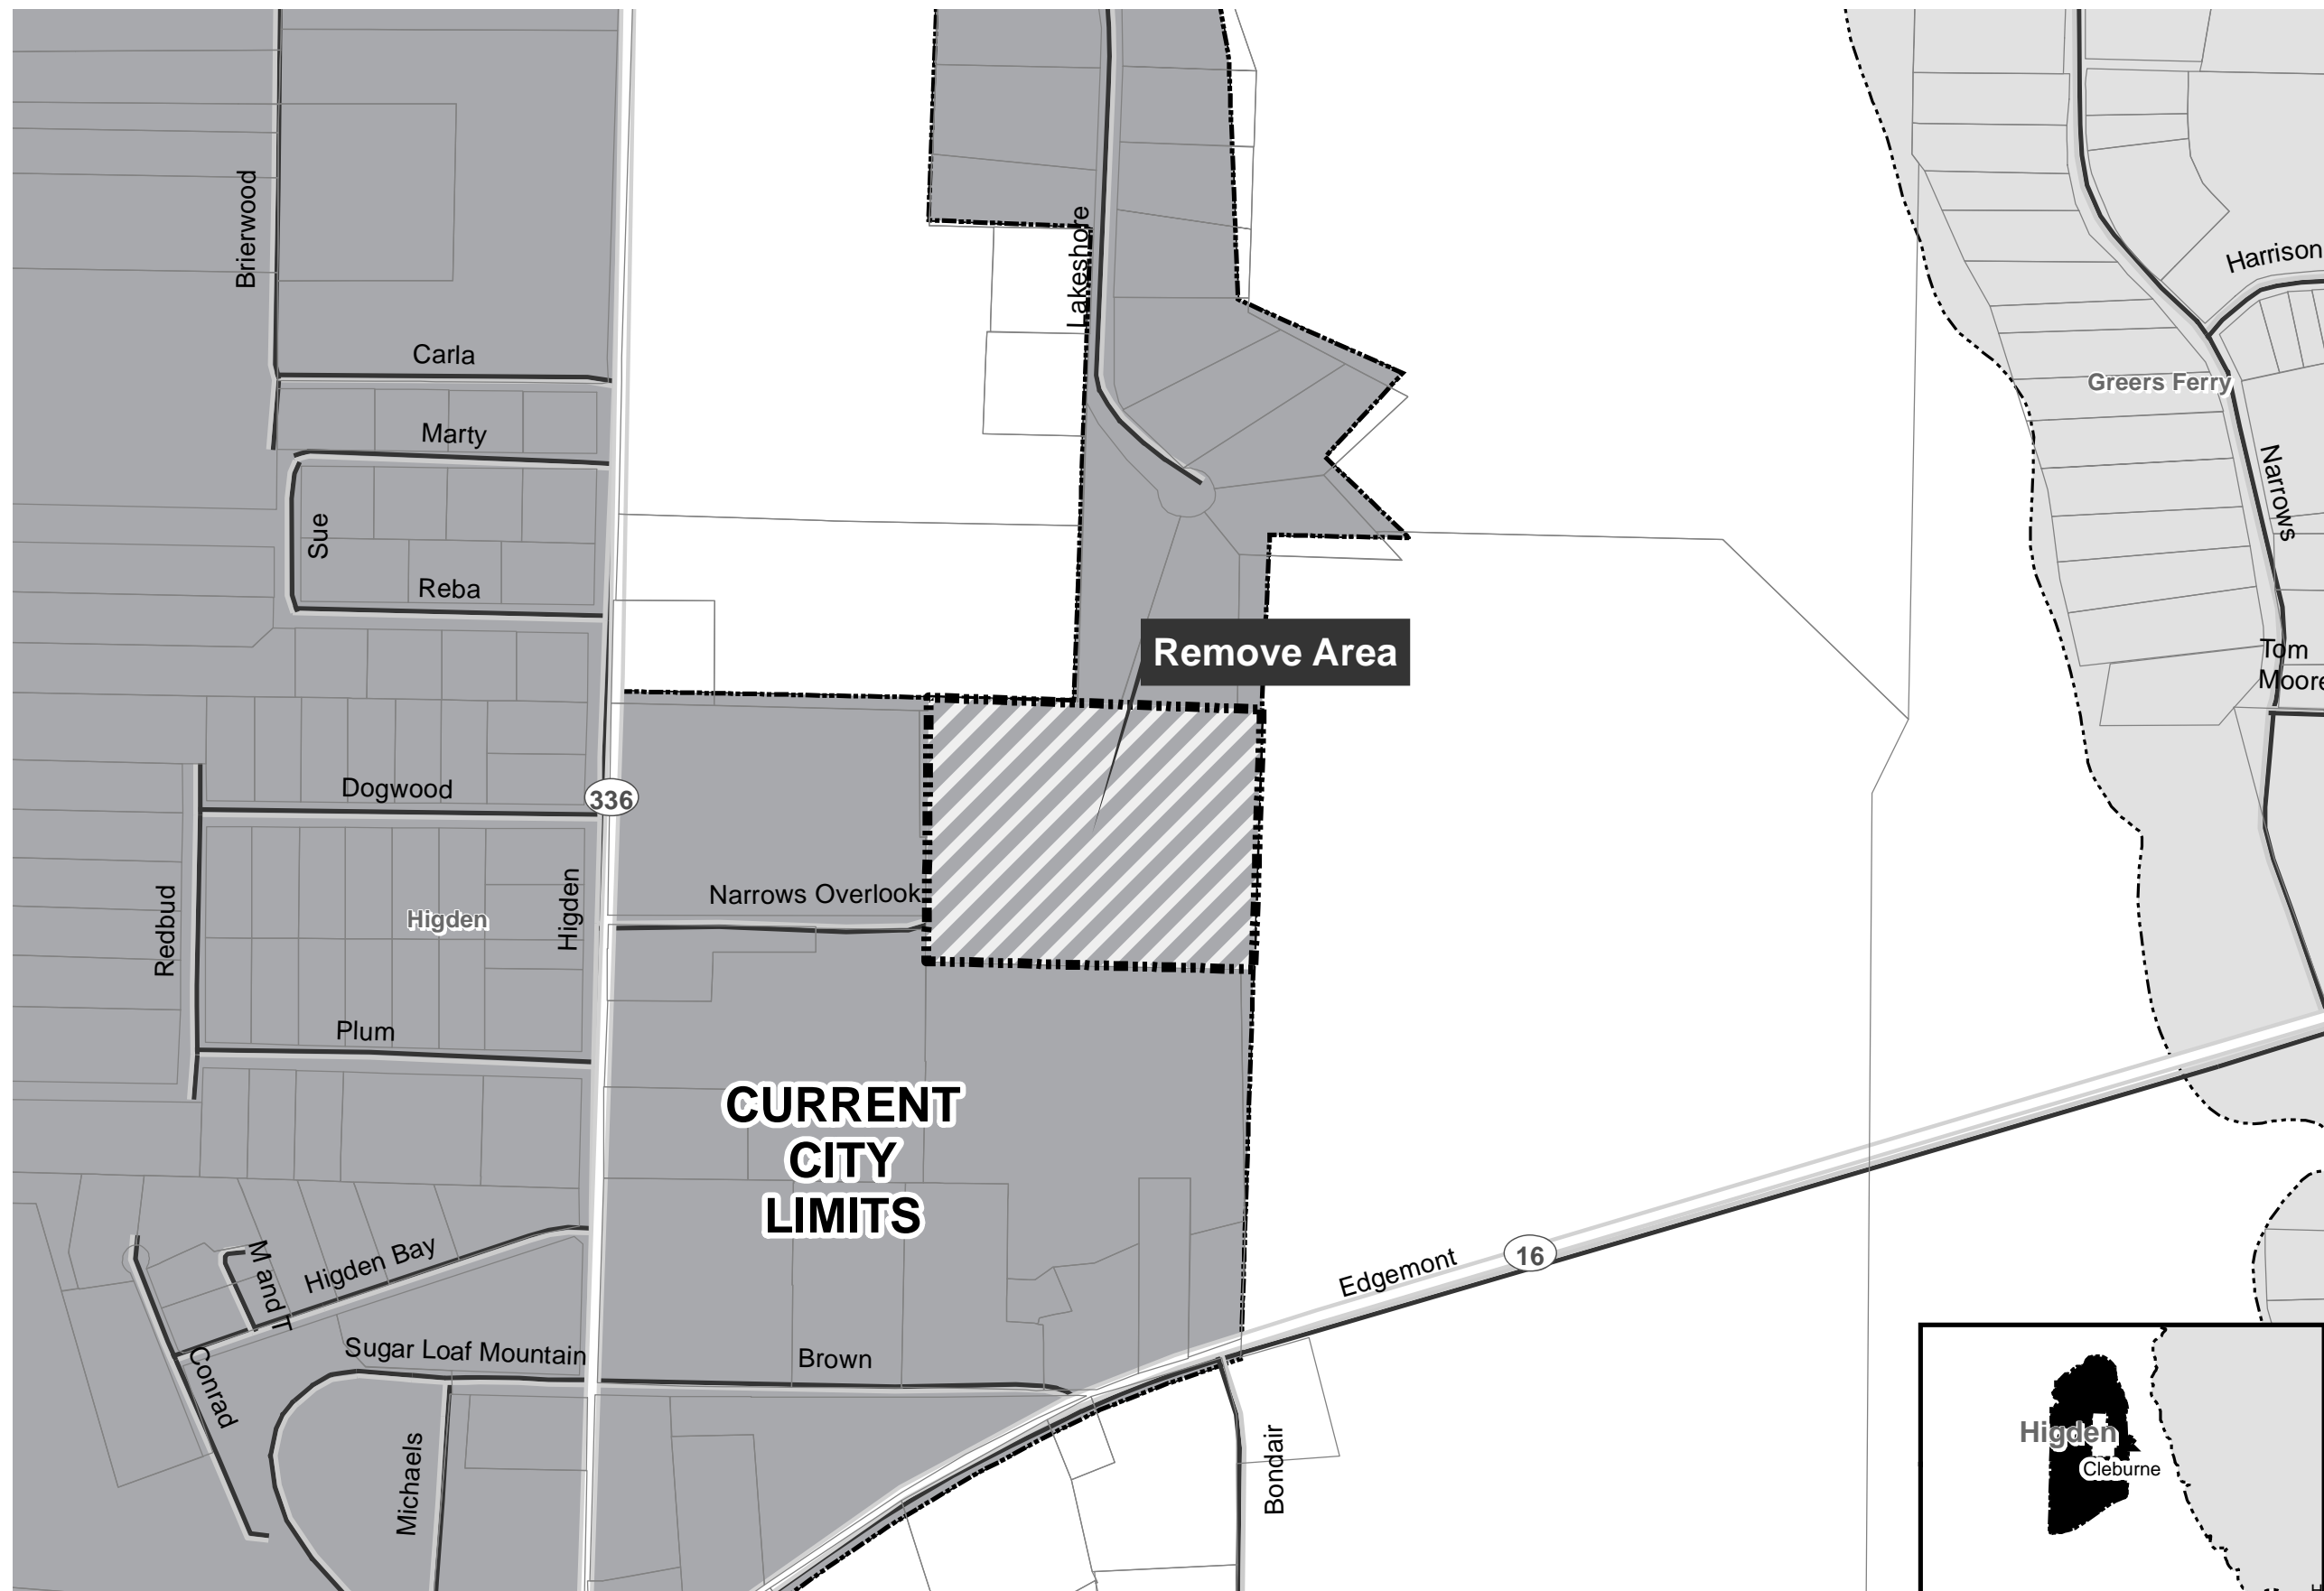 Brierwood
Lakeshore
Harrison
Carla
Greers Ferry
Marty
Narrows
Sue
Reba
Remove Area
Tom
Moore
Dogwood
336
Redbud
Higden
Higden
Narrows Overlook
Plum
CURRENT
CITY
LIMITS
M and T
Higden Bay
Edgemont
16
Sugar Loaf Mountain
Brown
Conrad
Michaels
Bondair
Higden
Cleburne